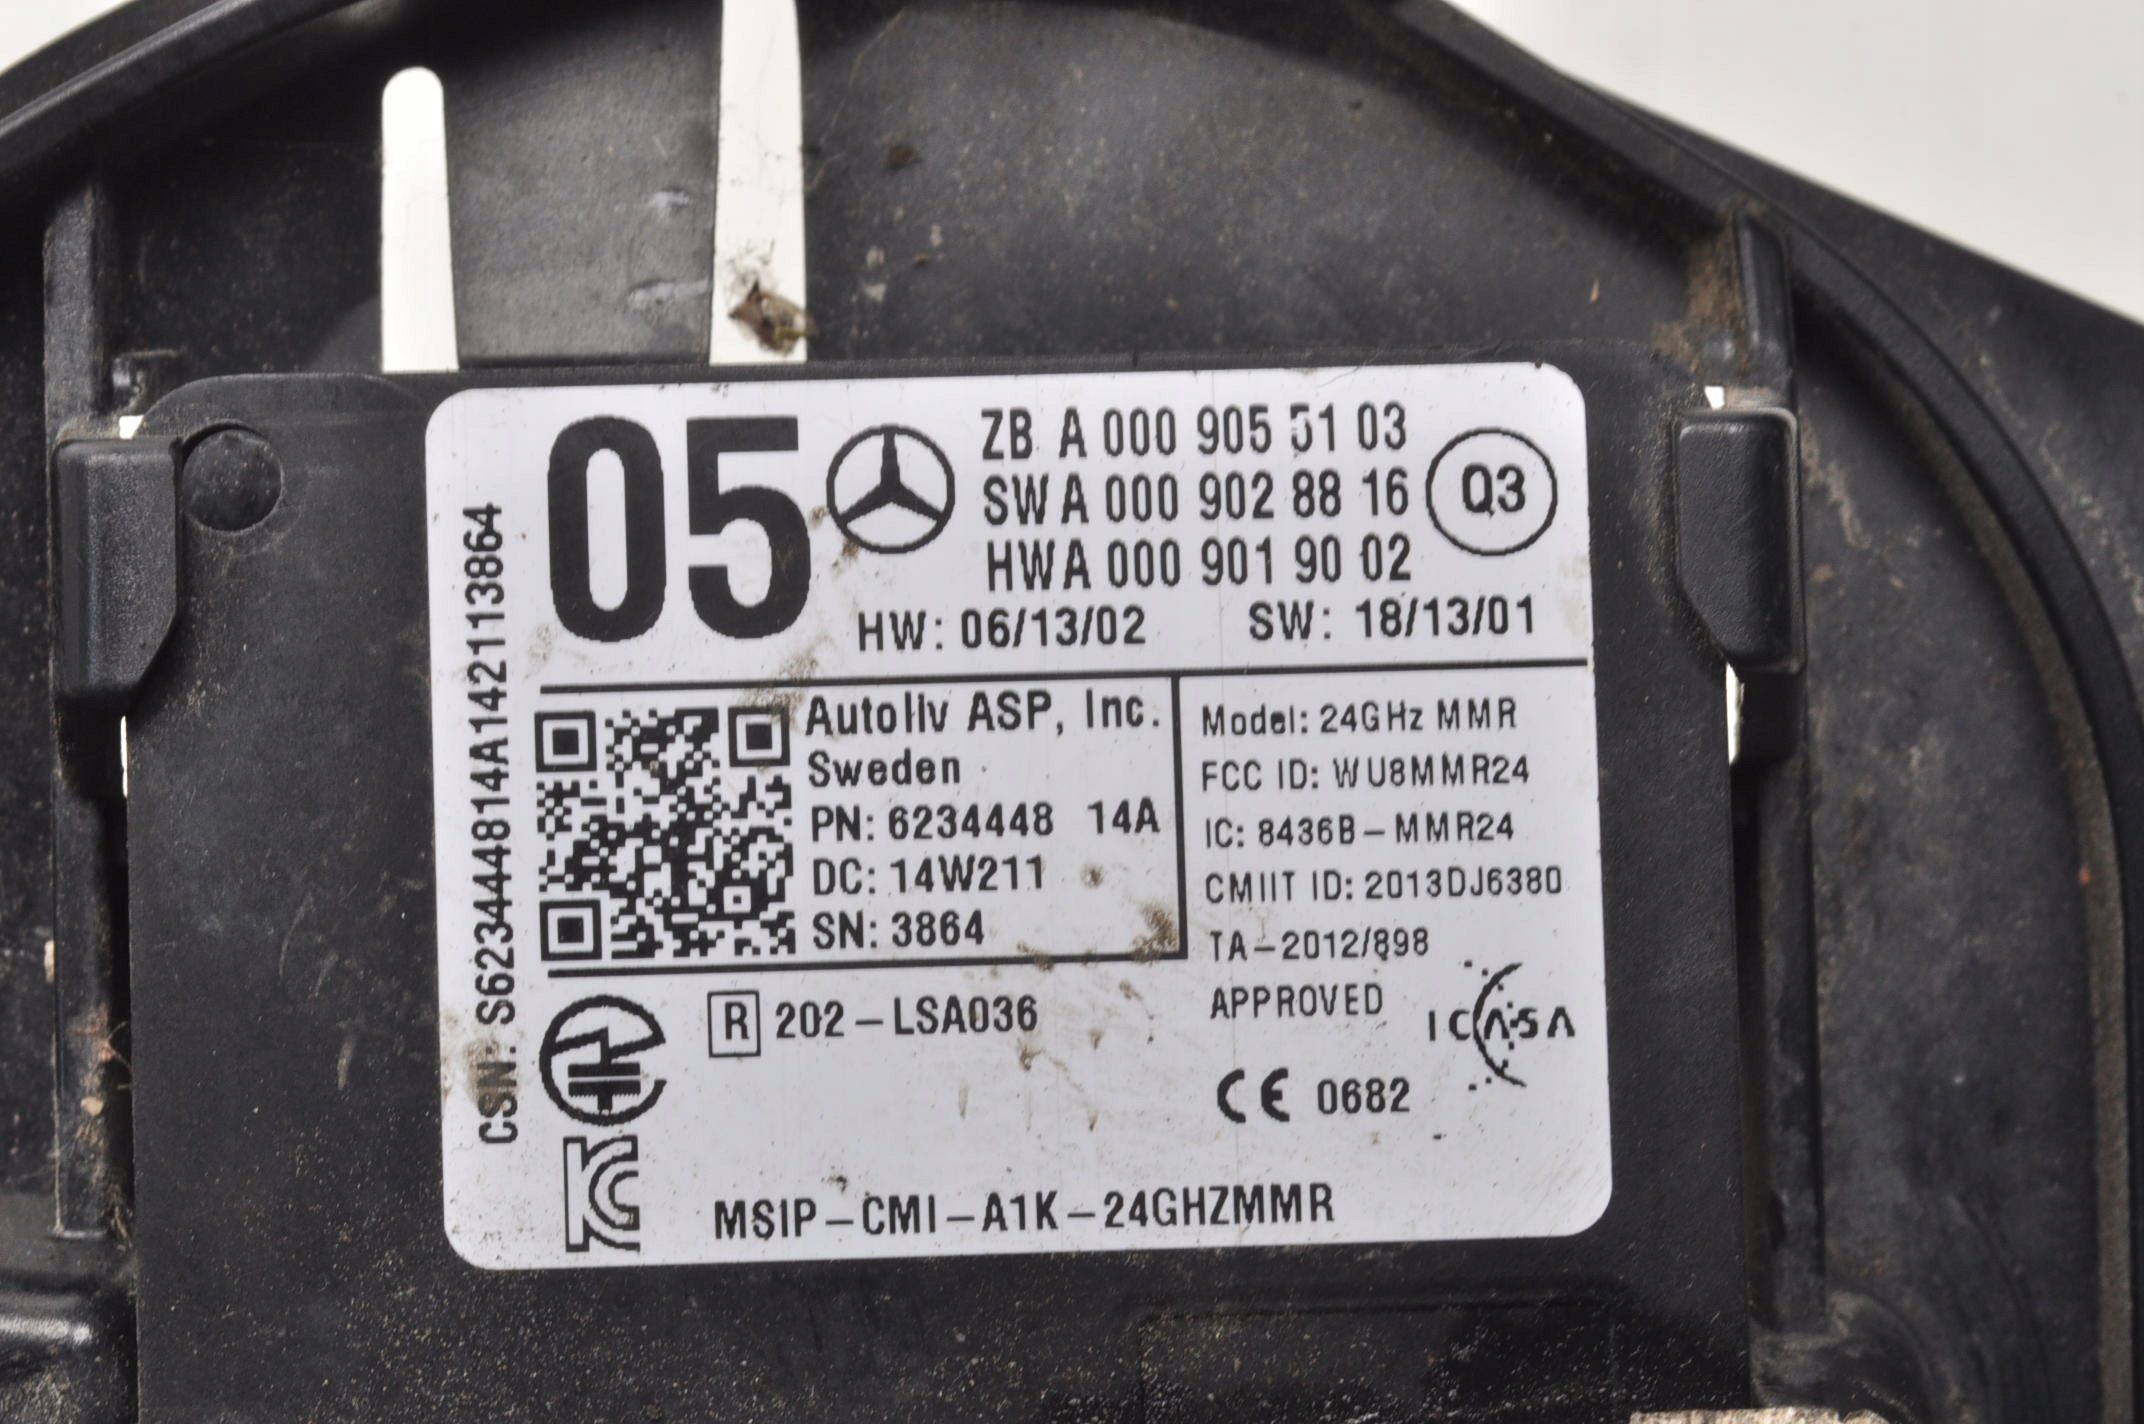 05
ZB A 000 905 51 03
SW A 000 902 88 16
HW A 000 901 90 02
Q3
HW: 06/13/02 SW: 18/13/01
CSN: S623444814A142113864
Autoliv ASP, Inc.
Sweden
PN: 6234448 14A
DC: 14W211
SN: 3864
Model: 24GHz MMR
FCC ID: WU8MMR24
IC: 8436B-MMR24
CMIIT ID: 2013DJ6380
TA-2012/898
APPROVED
ICASA
R 202-LSA036
CE 0682
KC
MSIP-CMI-A1K-24GHZMMR